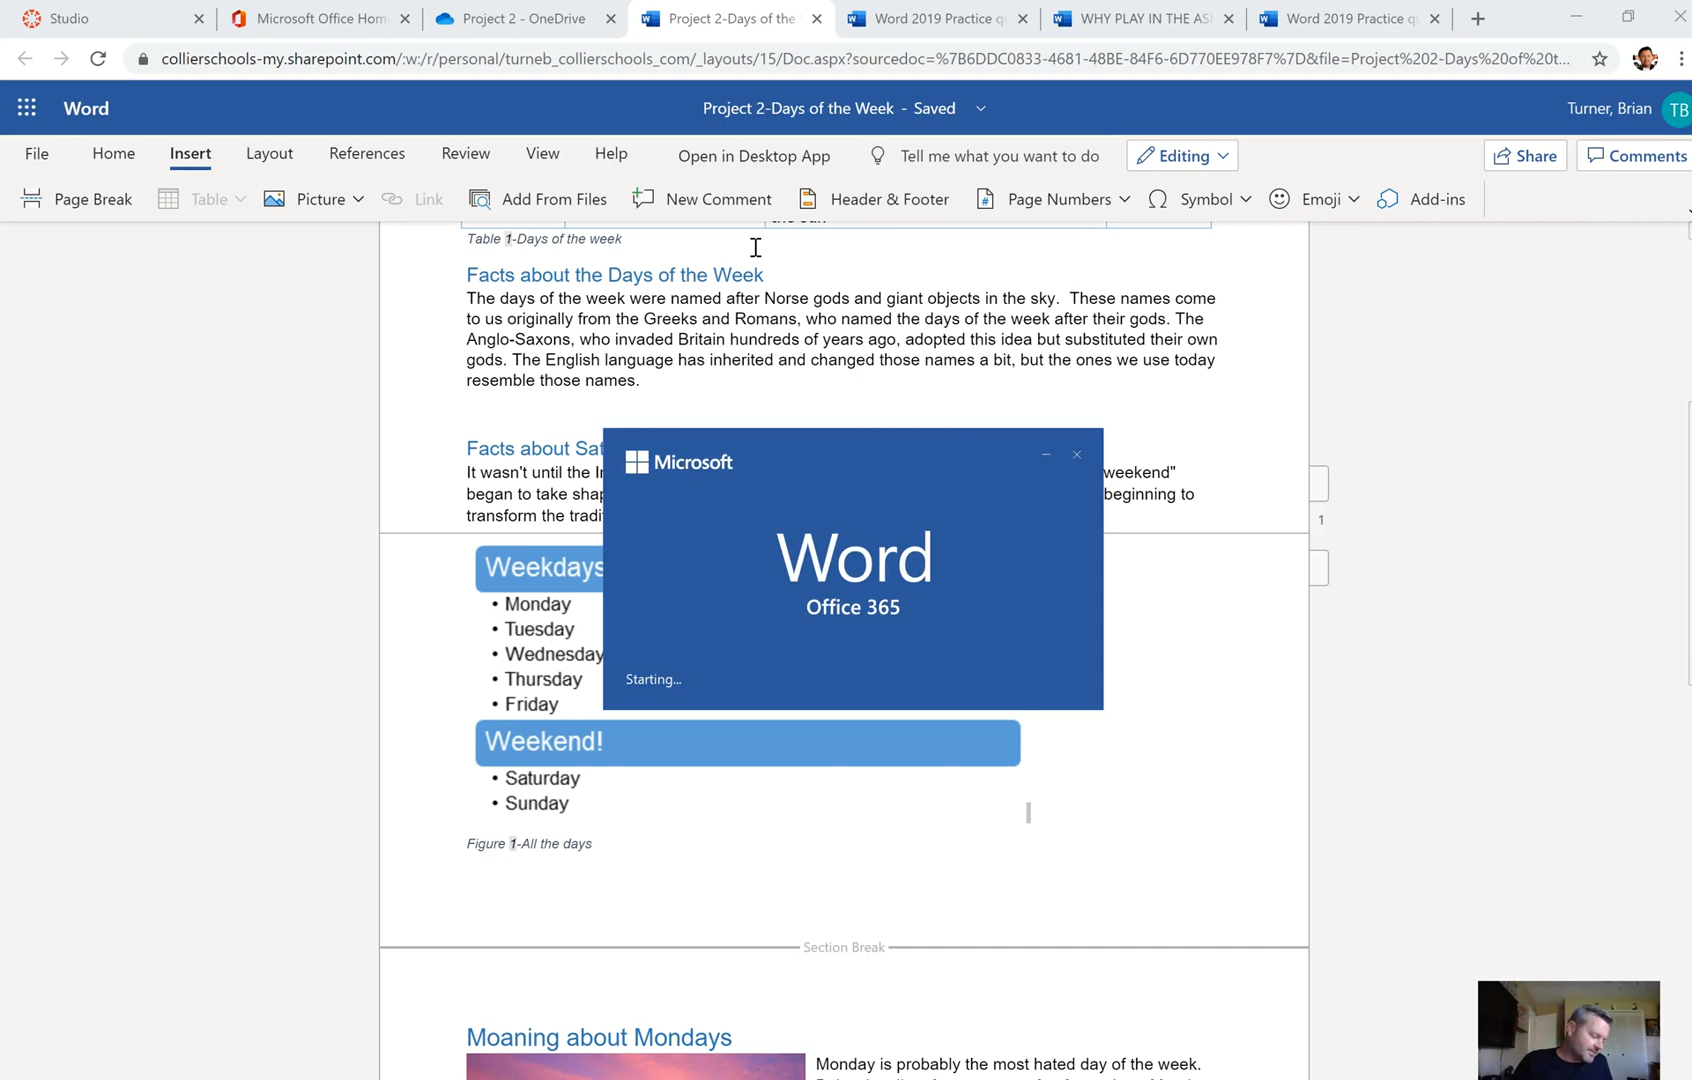 Studio
Microsoft Office Hom
Project 2 - OneDrive
Project 2-Days of the
Word 2019 Practice qu
WHY PLAY IN THE AS
Word 2019 Practice qu
collierschools-my.sharepoint.com/:w:/r/personal/turneb_collierschools_com/_layouts/15/Doc.aspx?sourcedoc=%7B6DDC0833-4681-48BE-84F6-6D770EE978F7%7D&file=Project%202-Days%20of%20t...
Word
Project 2-Days of the Week - Saved
Turner, Brian
TB
File Home Insert Layout References Review View Help Open in Desktop App Tell me what you want to do Editing Share Comments
Page Break Table Picture Link Add From Files New Comment Header & Footer Page Numbers Symbol Emoji Add-ins
Table 1-Days of the week
Facts about the Days of the Week
The days of the week were named after Norse gods and giant objects in the sky. These names come
to us originally from the Greeks and Romans, who named the days of the week after their gods. The
Anglo-Saxons, who invaded Britain hundreds of years ago, adopted this idea but substituted their own
gods. The English language has inherited and changed those names a bit, but the ones we use today
resemble those names.
Facts about Sat
It wasn't until the I
weekend"
began to take shap
beginning to
transform the tradi
1
Microsoft
Word
Office 365
Starting...
Weekdays
• Monday
• Tuesday
• Wednesday
• Thursday
• Friday
Weekend!
• Saturday
• Sunday
Figure 1-All the days
Section Break
Moaning about Mondays
Monday is probably the most hated day of the week.